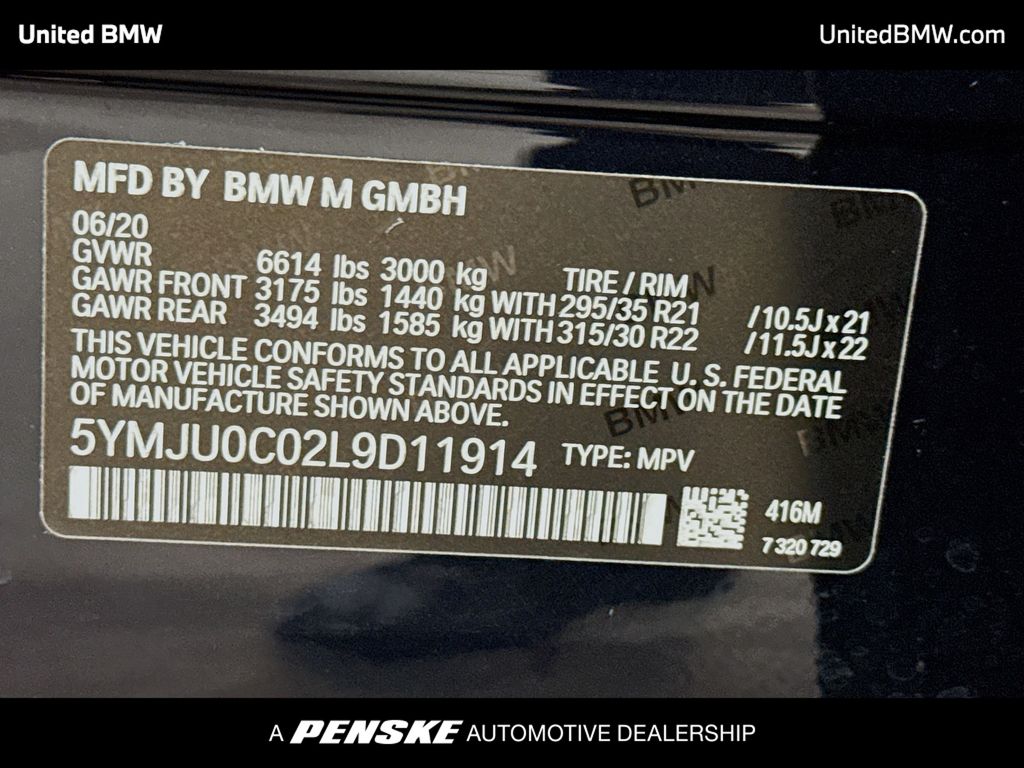 United BMW
UnitedBMW.com
MFD BY BMW M GMBH
06/20
GVWR 6614 lbs 3000 kg TIRE / RIM
GAWR FRONT 3175 lbs 1440 kg WITH 295/35 R21 /10.5J x 21
GAWR REAR 3494 lbs 1585 kg WITH 315/30 R22 /11.5J x 22
THIS VEHICLE CONFORMS TO ALL APPLICABLE U. S. FEDERAL
MOTOR VEHICLE SAFETY STANDARDS IN EFFECT ON THE DATE
OF MANUFACTURE SHOWN ABOVE.
5YMJU0C02L9D11914 TYPE: MPV
416M
7 320 729
A PENSKE AUTOMOTIVE DEALERSHIP